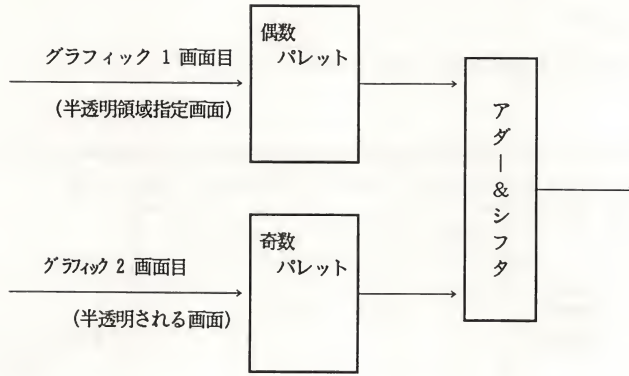 グラフィック 1 画面目
(半透明領域指定画面)
偶数
パレット
グラフィック 2 画面目
(半透明される画面)
奇数
パレット
アダー&シフタ